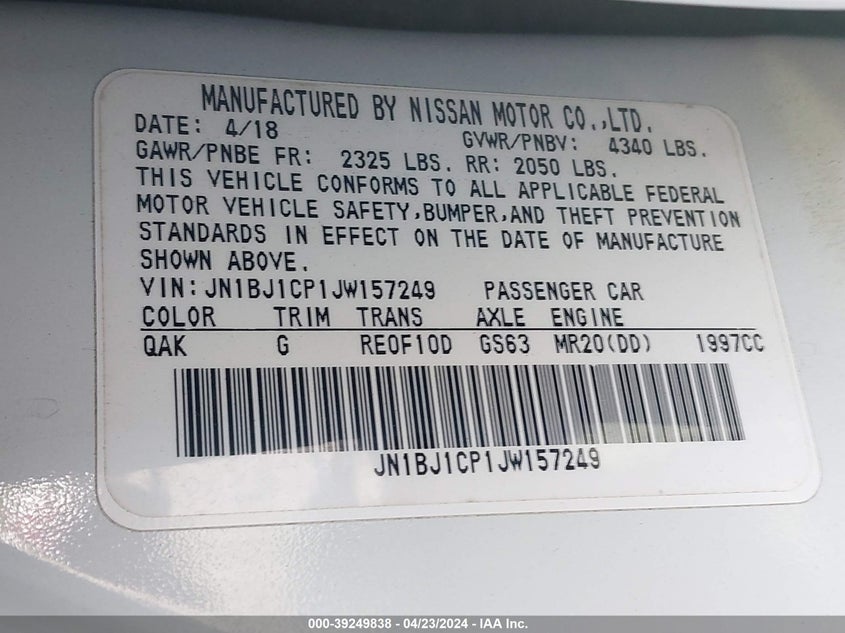 MANUFACTURED BY NISSAN MOTOR CO.,LTD.
DATE: 4/18 GVWR/PNBV: 4340 LBS.
GAWR/PNBE FR: 2325 LBS. RR: 2050 LBS.
THIS VEHICLE CONFORMS TO ALL APPLICABLE FEDERAL
MOTOR VEHICLE SAFETY,BUMPER,AND THEFT PREVENTION
STANDARDS IN EFFECT ON THE DATE OF MANUFACTURE
SHOWN ABOVE.
VIN:JN1BJ1CP1JW157249 PASSENGER CAR
COLOR TRIM TRANS AXLE ENGINE
QAK G RE0F10D GS63 MR20(DD) 1997CC
JN1BJ1CP1JW157249
000-39249838 - 04/23/2024 - IAA Inc.